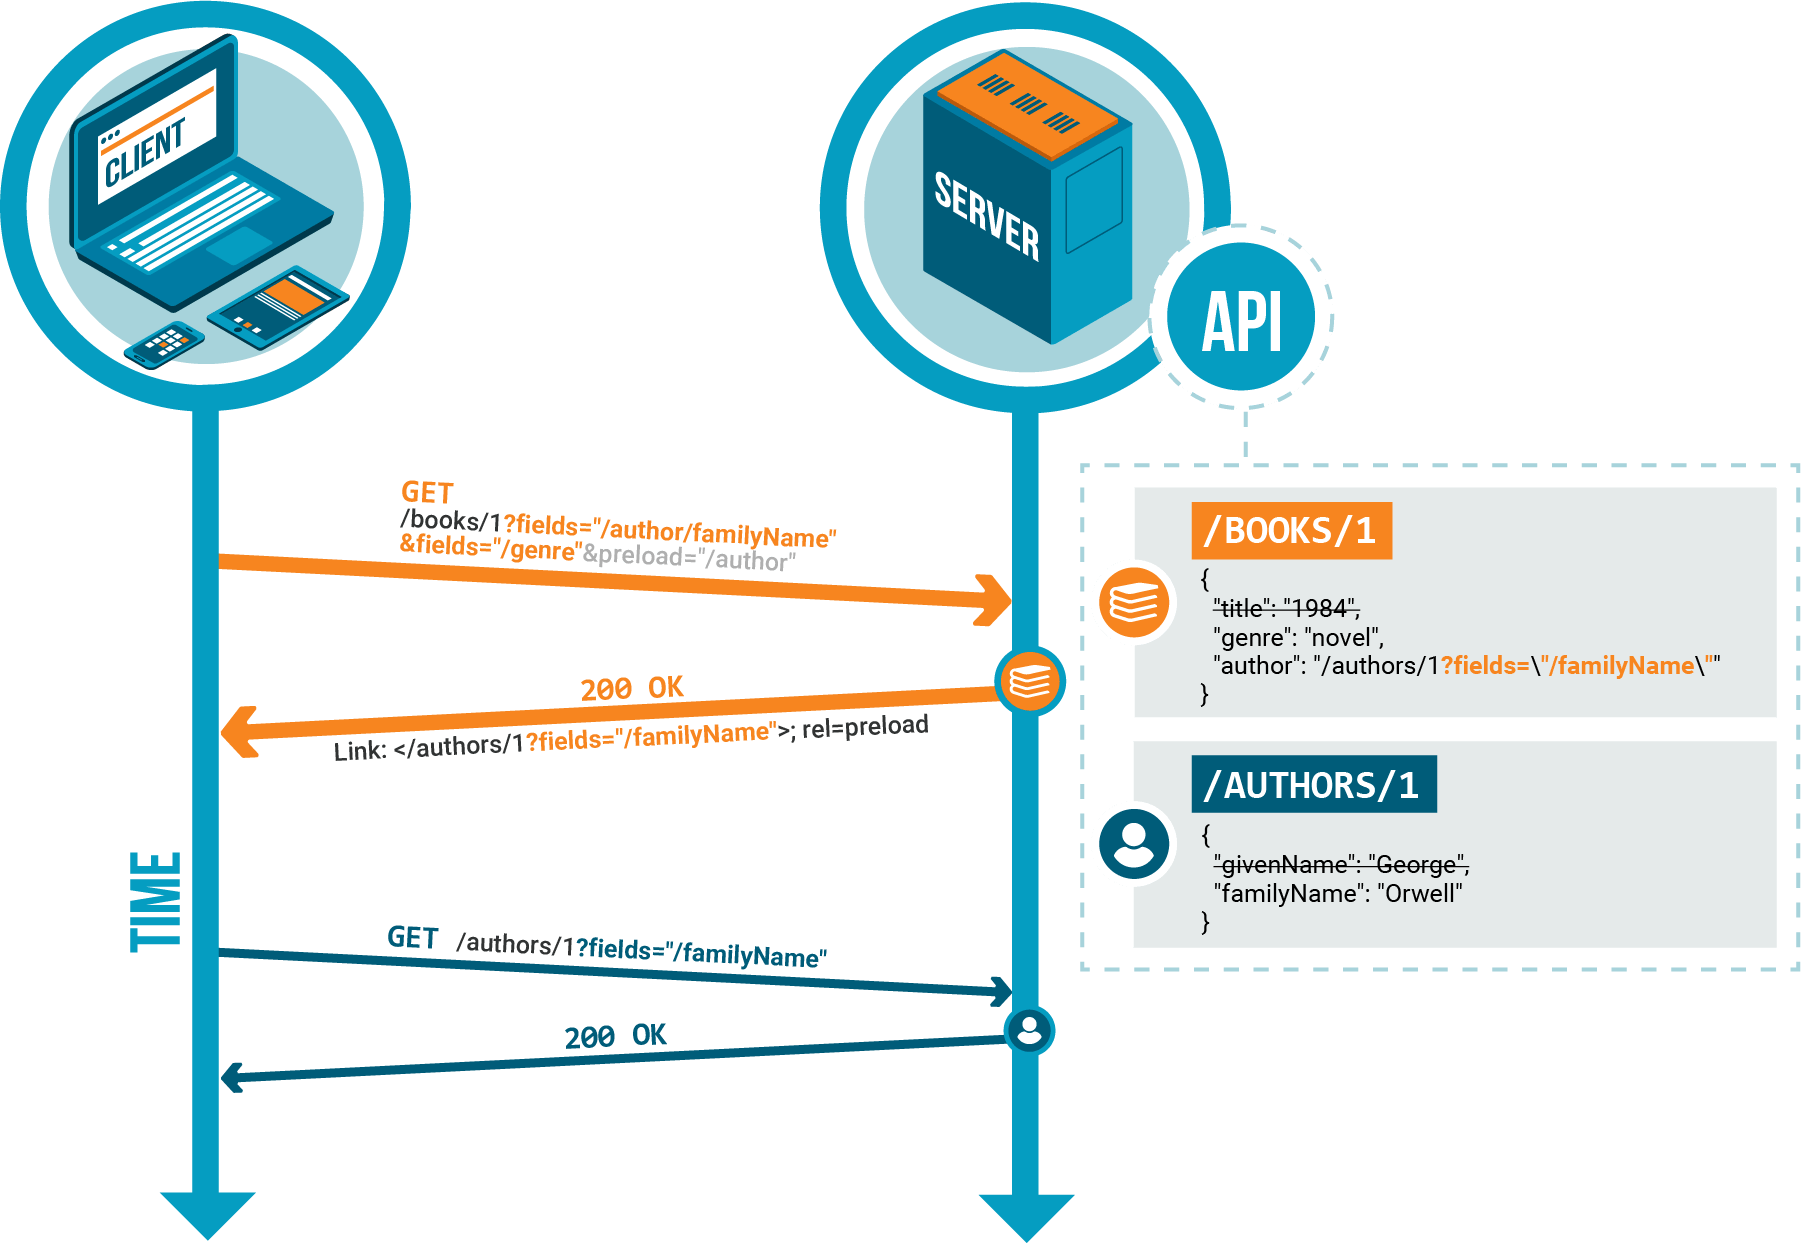 CLIENT
SERVER
API
GET
/books/1?fields="/author/familyName"
&fields="/genre"&preload="/author"
200 OK
Link: </authors/1?fields="/familyName">; rel=preload
/BOOKS/1
{
"title": "1984",
"genre": "novel",
"author": "/authors/1?fields=\"/familyName\""
}
/AUTHORS/1
{
"givenName": "George",
"familyName": "Orwell"
}
TIME
GET /authors/1?fields="/familyName"
200 OK